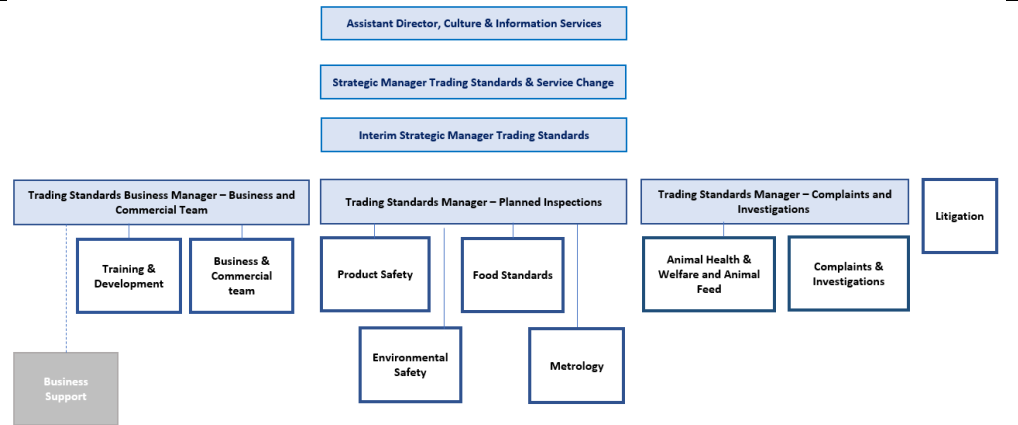 Assistant Director, Culture & Information Services
Strategic Manager Trading Standards & Service Change
Interim Strategic Manager Trading Standards
Trading Standards Business Manager – Business and
Commercial Team
Trading Standards Manager – Planned Inspections
Trading Standards Manager – Complaints and
Investigations
Litigation
Training &
Development
Business &
Commercial
team
Product Safety
Food Standards
Animal Health &
Welfare and Animal
Feed
Complaints &
Investigations
Environmental
Safety
Metrology
Business
Support